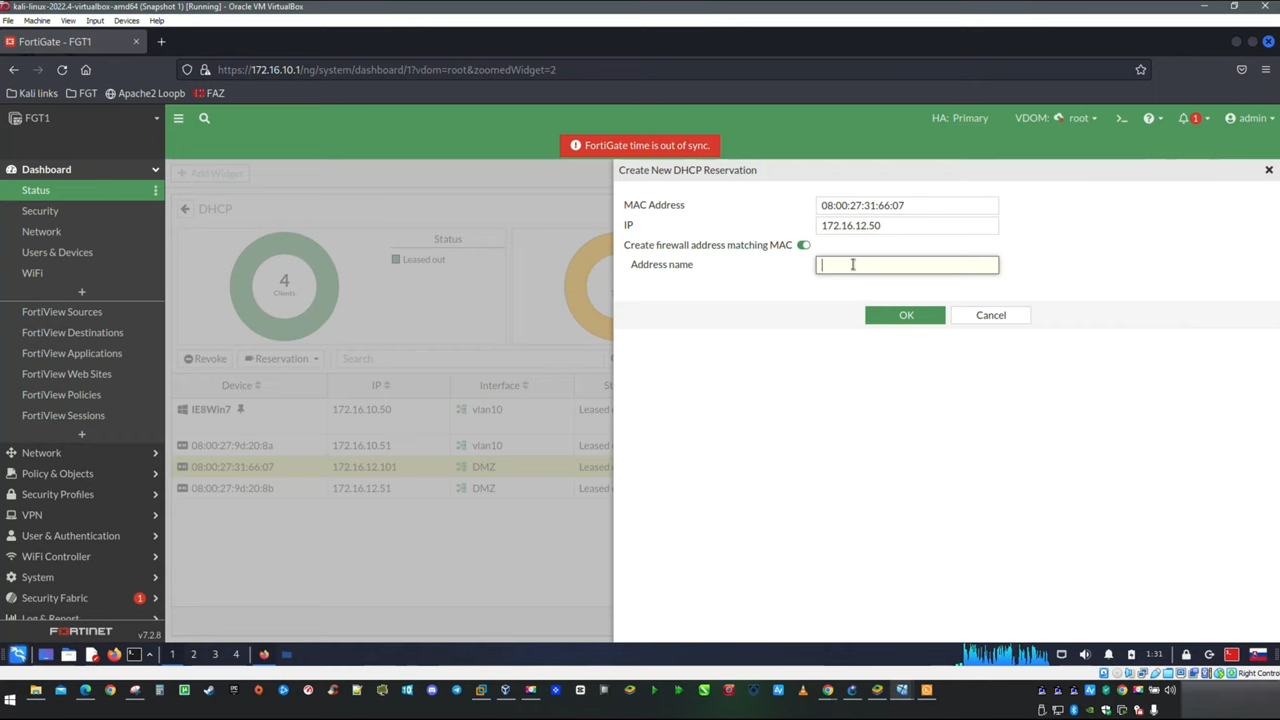 kali-linux-2022.4-virtualbox-amd64 (Snapshot 1) [Running] - Oracle VM VirtualBox
File Machine View Input Devices Help
FortiGate - FGT1
https://172.16.10.1/ng/system/dashboard/1?vdom=root&zoomedWidget=2
Kali links FGT Apache2 Loopb FAZ
FGT1
HA: Primary VDOM: root 1 admin
FortiGate time is out of sync.
Dashboard
Status
Security
Network
Users & Devices
WiFi
FortiView Sources
FortiView Destinations
FortiView Applications
FortiView Web Sites
FortiView Policies
FortiView Sessions
Network
Policy & Objects
Security Profiles
VPN
User & Authentication
WiFi Controller
System
Security Fabric 1
Log & Report
FORTINET v7.2.8
Add Widget
DHCP
4
Clients
Status
Leased out
Revoke Reservation Search
Device IP Interface
IE8Win7 172.16.10.50 vlan10 Leased
08:00:27:9d:20:8a 172.16.10.51 vlan10 Leased
08:00:27:31:66:07 172.16.12.101 DMZ Leased
08:00:27:9d:20:8b 172.16.12.51 DMZ Leased
Create New DHCP Reservation
MAC Address 08:00:27:31:66:07
IP 172.16.12.50
Create firewall address matching MAC
Address name
OK Cancel
1 2 3 4 1:31
Right Control